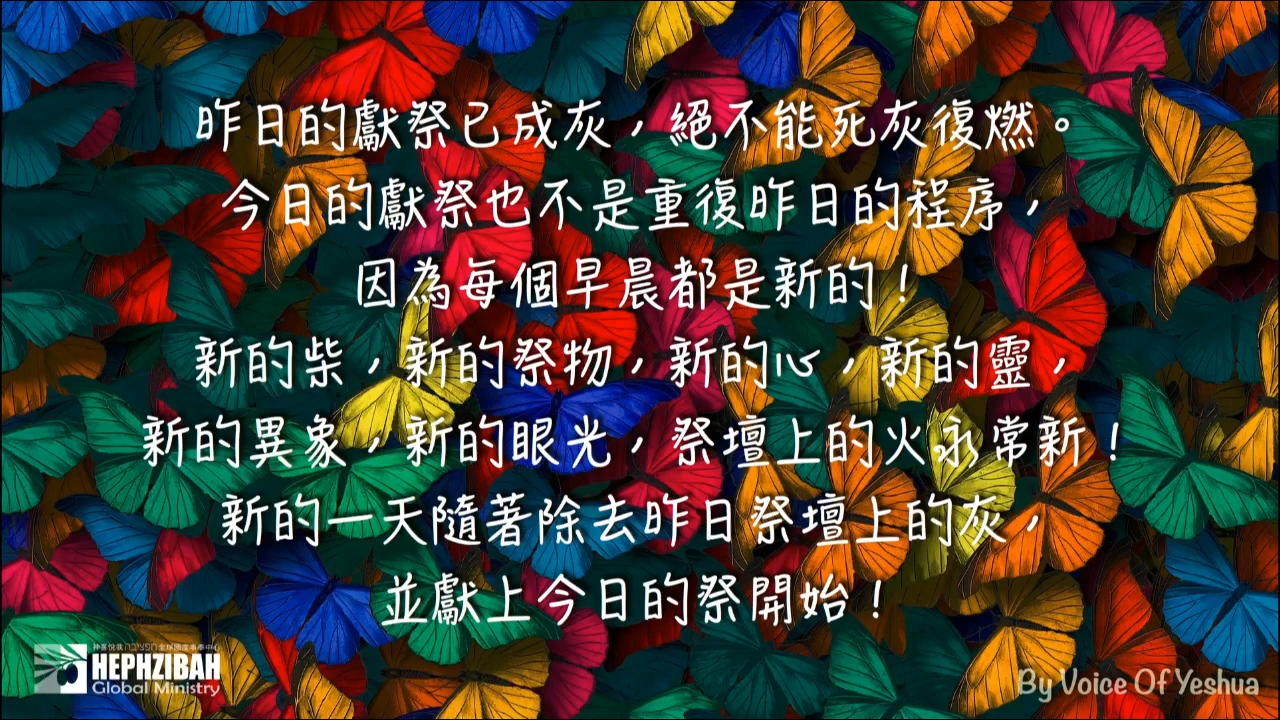 昨日的獻祭已成灰，絕不能死灰復燃。
今日的獻祭也不是重復昨日的程序，
因為每個早晨都是新的！
新的柴，新的祭物，新的心，新的靈，
新的異象，新的眼光，祭壇上的火永常新！
新的一天隨著除去昨日祭壇上的灰，
並獻上今日的祭開始！
HEPHZIBAH
Global Ministry
By Voice Of Yeshua